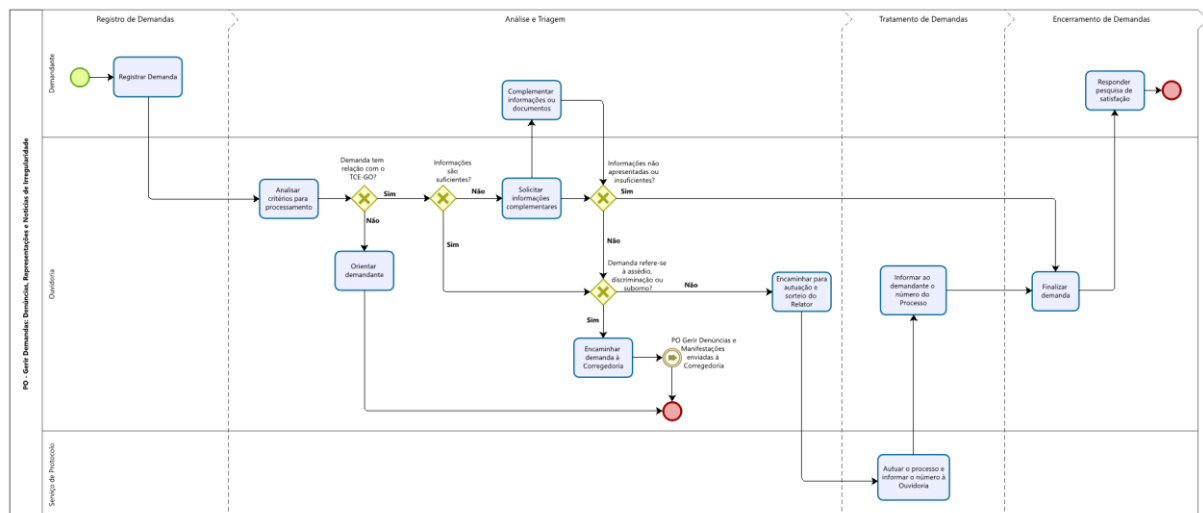 Registro de Demandas
Análise e Triagem
Tratamento de Demandas
Encerramento de Demandas
PO - Gerir Demandas: Denúncias, Representações e Notícias de Irregularidade
Demandante
Registrar Demanda
Complementar
informações ou
documentos
Responder
pesquisa de
satisfação
Ouvidoria
Analisar
critérios para
processamento
Demanda tem
relação com o
TCE-GO?
Sim
Não
Orientar
demandante
Informações
são
suficientes?
Não
Sim
Solicitar
informações
complementares
Informações não
apresentadas ou
insuficientes?
Sim
Não
Demanda refere-se
à assédio,
discriminação ou
suborno?
Não
Sim
Encaminhar
demanda à
Corregedoria
PO Gerir Denúncias e
Manifestações
enviadas à
Corregedoria
Encaminhar para
autuação e
sorteio do
Relator
Informar ao
demandante o
número do
Processo
Finalizar
demanda
Serviço de Protocolo
Autuar o processo e
informar o número à
Ouvidoria